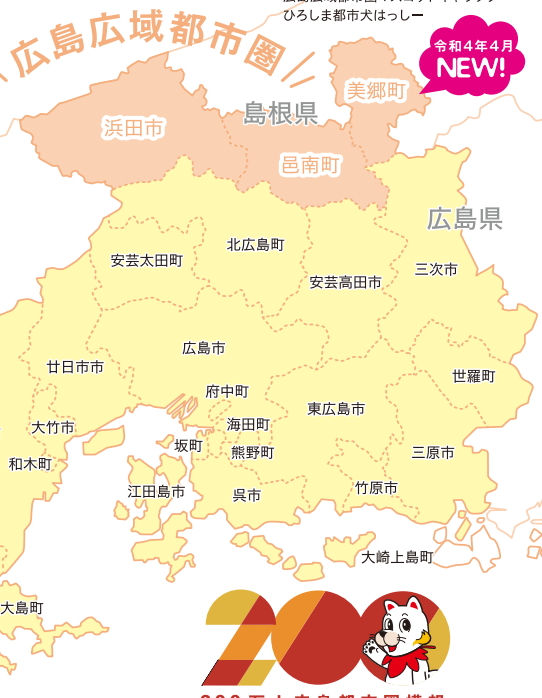 ひろしま都市犬はっしー
広島広域都市圏
令和4年4月
NEW!
美郷町
島根県
浜田市
邑南町
広島県
北広島町
安芸太田町
三次市
安芸高田市
広島市
廿日市市
世羅町
府中町
東広島市
海田町
大竹市
坂町
熊野町
三原市
和木町
江田島市
呉市
竹原市
大崎上島町
大島町
200